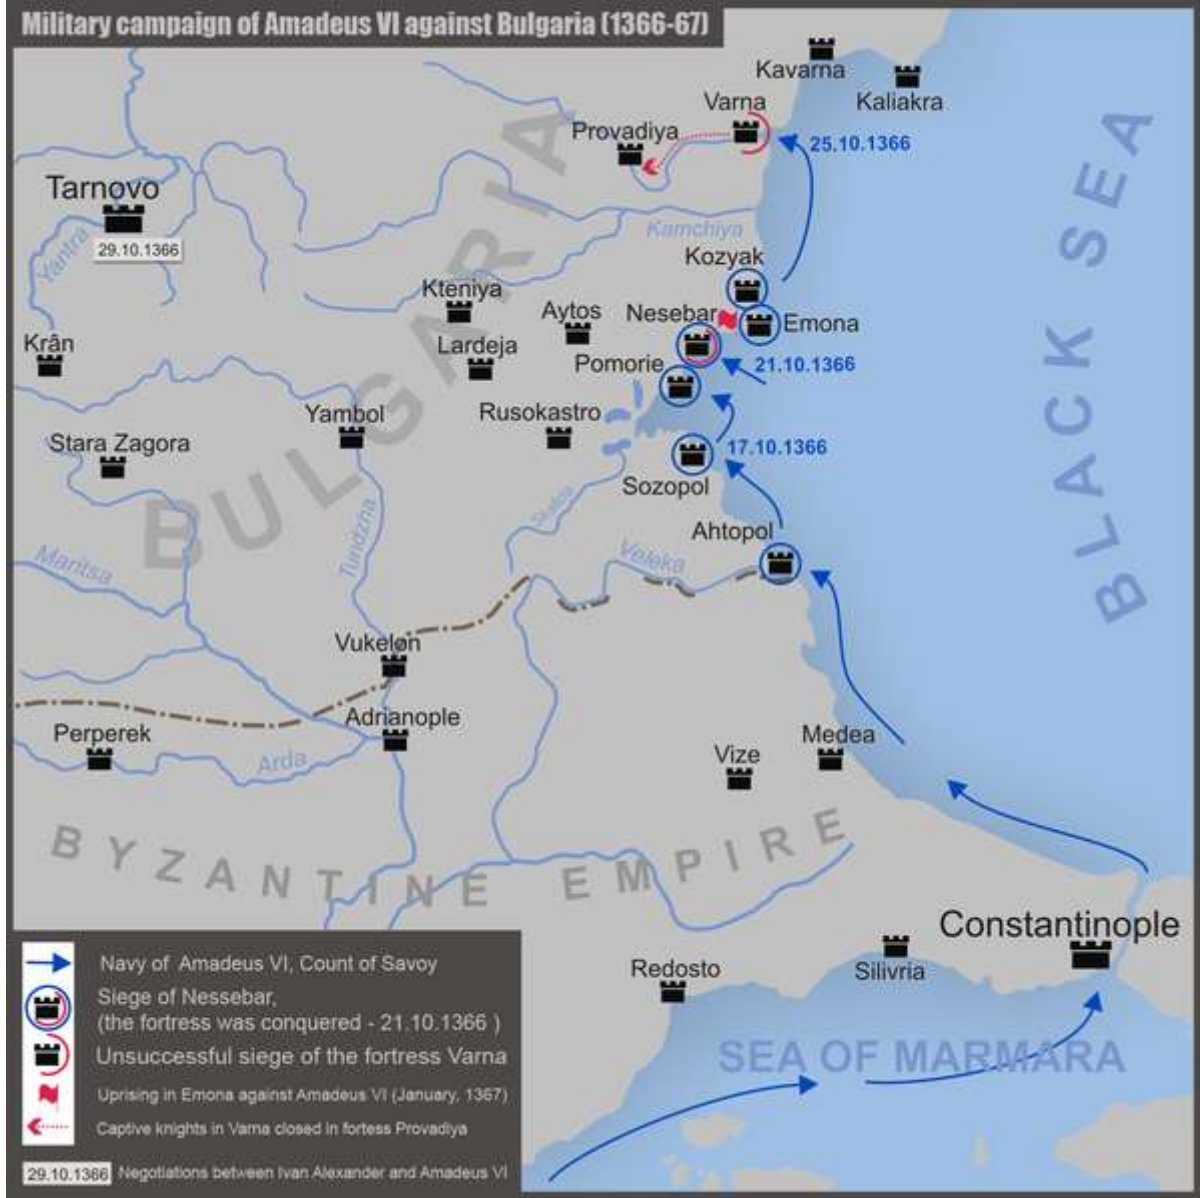 Military campaign of Amadeus VI against Bulgaria (1366-67)
Kavarna
Kaliakra
Varna
Provadiya
25.10.1366
Tarnovo
29.10.1366
Yantra
Kamchiya
Kozyak
Kteniya
Aytos
Nesebar
Emona
Krân
Lardeja
Pomorie
21.10.1366
Yambol
Rusokastro
Stara Zagora
17.10.1366
Sozopol
BULGARIA
BLACK SEA
Tundzha
Ahtopol
Veleka
Maritsa
Vukelon
Adrianople
Perperek
Arda
Medea
Vize
BYZANTINE EMPIRE
Constantinople
Redosto
Silivria
SEA OF MARMARA
Navy of Amadeus VI, Count of Savoy
Siege of Nessebar,
(the fortress was conquered - 21.10.1366 )
Unsuccessful siege of the fortress Varna
Uprising in Emona against Amadeus VI (January, 1367)
Captive knights in Varna closed in fortess Provadiya
29.10.1366 Negotiations between Ivan Alexander and Amadeus VI